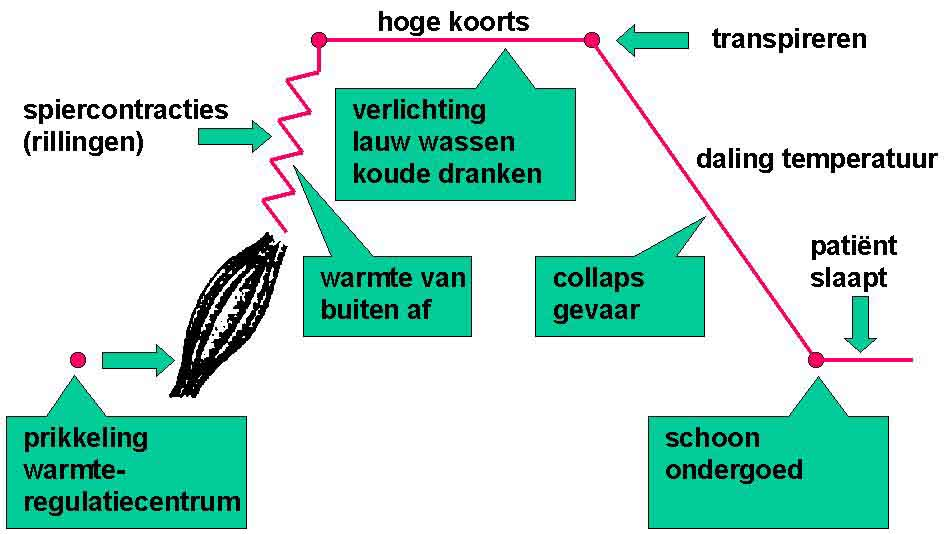 hoge koorts
transpireren
spiercontracties
(rillingen)
verlichting
lauw wassen
koude dranken
daling temperatuur
patiënt
slaapt
warmte van
buiten af
collaps
gevaar
prikkeling
warmte-
regulatiecentrum
schoon
ondergoed